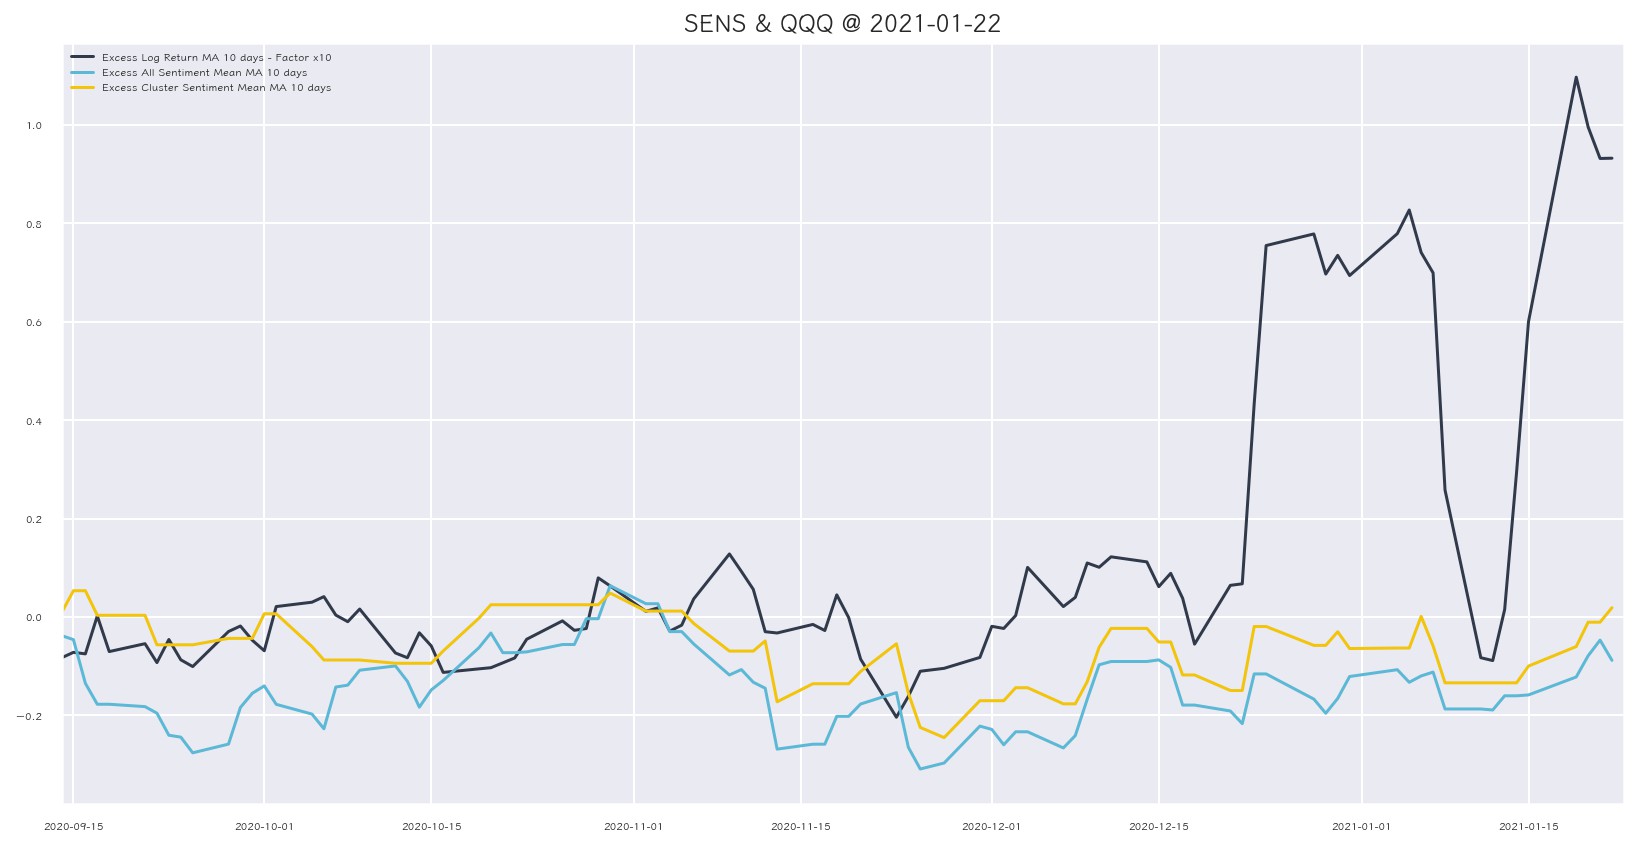 SENS & QQQ @ 2021-01-22
Excess Log Return MA 10 days - Factor x10
Excess All Sentiment Mean MA 10 days
Excess Cluster Sentiment Mean MA 10 days
1.0
0.8
0.6
0.4
0.2
0.0
−0.2
2020-09-15 2020-10-01 2020-10-15 2020-11-01 2020-11-15 2020-12-01 2020-12-15 2021-01-01 2021-01-15